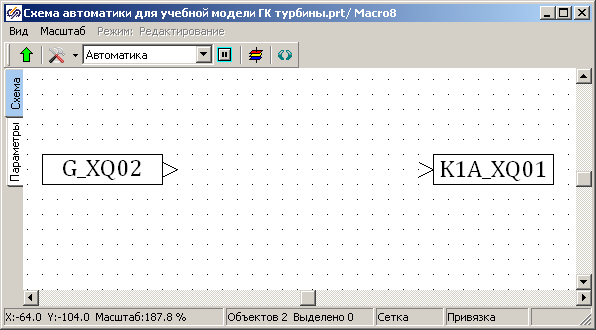 Схема автоматики для учебной модели ГК турбины.prt/ Macro8
Вид Масштаб Режим: Редактирование
Автоматика
Схема
Параметры
G_XQ02
K1A_XQ01
X:-64.0 Y:-104.0 Масштаб:187.8 % Объектов 2 Выделено 0 Сетка Привязка